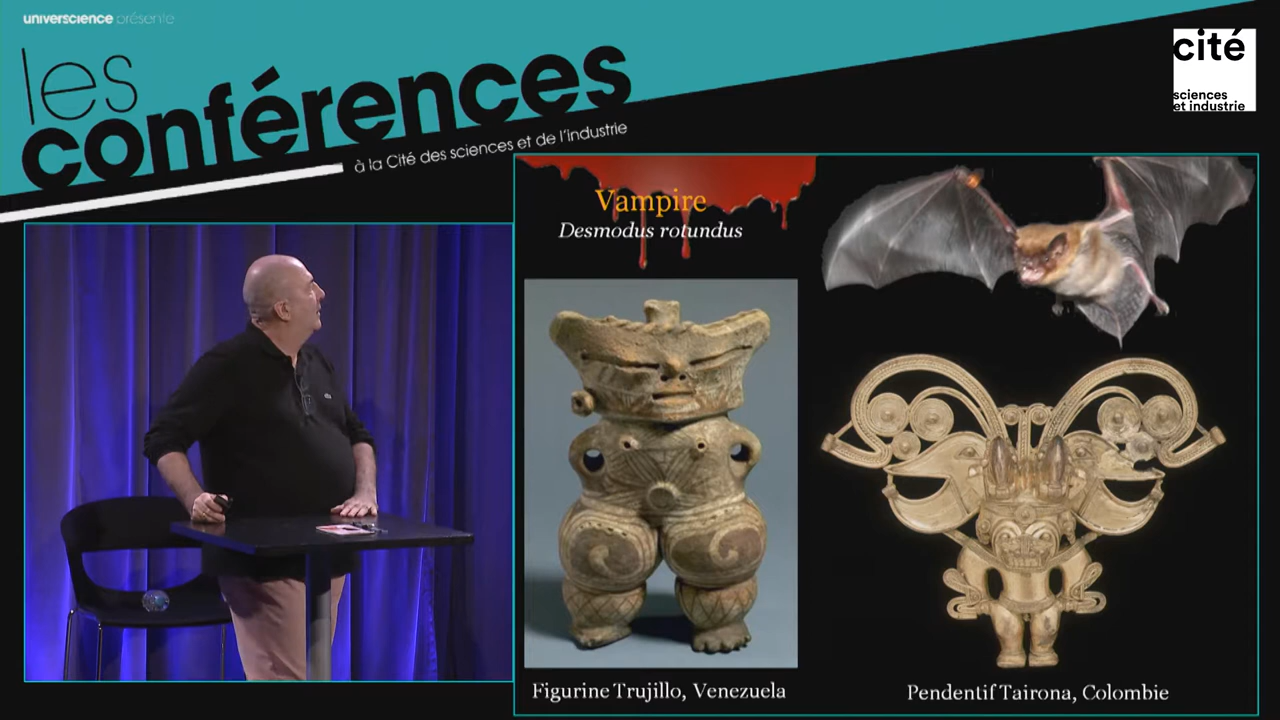 universcience présente
les
conférences
à la Cité des sciences et de l'industrie
cité
sciences
et industrie
Vampire
Desmodus rotundus
Figurine Trujillo, Venezuela
Pendentif Tairona, Colombie